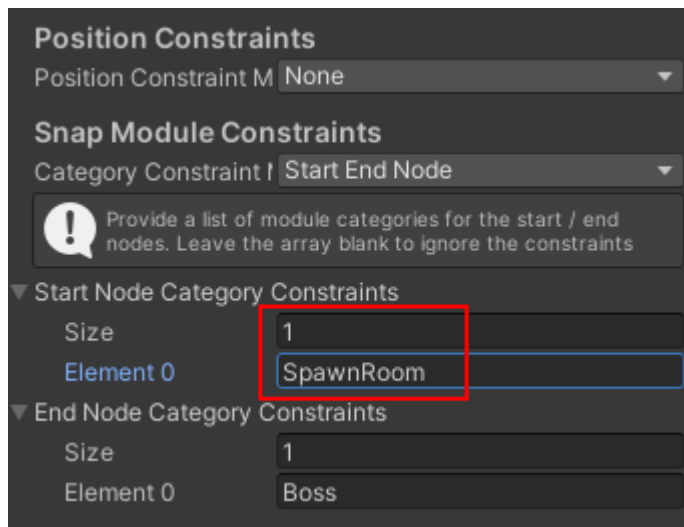 Position Constraints
Position Constraint M None
Snap Module Constraints
Category Constraint M Start End Node
Provide a list of module categories for the start / end
nodes. Leave the array blank to ignore the constraints
Start Node Category Constraints
Size 1
Element 0 SpawnRoom
End Node Category Constraints
Size 1
Element 0 Boss